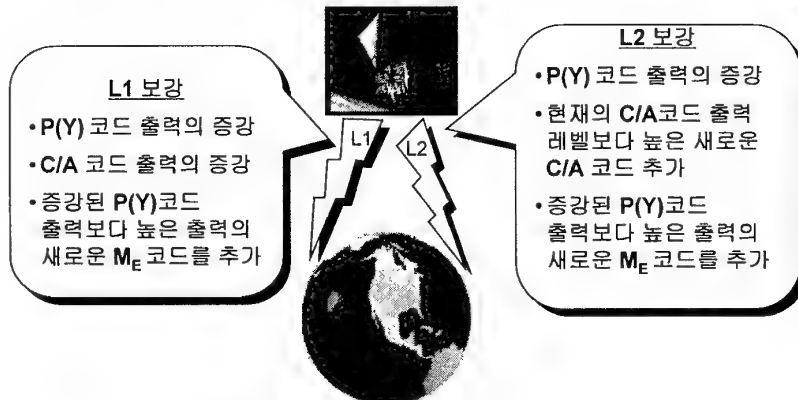 L1 보강
•P(Y) 코드 출력의 증강
•C/A 코드 출력의 증강
•증강된 P(Y)코드
출력보다 높은 출력의
새로운 ME 코드를 추가
L1
L2
L2 보강
•P(Y) 코드 출력의 증강
•현재의 C/A코드 출력
레벨보다 높은 새로운
C/A 코드 추가
•증강된 P(Y)코드
출력보다 높은 출력의
새로운 ME 코드를 추가